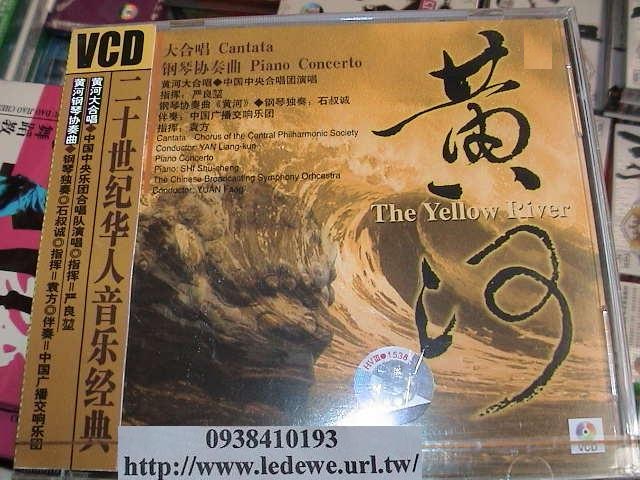 VCD
二十世纪华人音乐经典
黄河大合唱◆中国中央乐团合唱队演唱◎指挥=严良堃
黄河钢琴协奏曲◆钢琴独奏◎石叔诚◎指挥=袁方◎伴奏=中国广播交响乐团
大合唱 Cantata
钢琴协奏曲 Piano Concerto
黄河大合唱◆中国中央合唱团演唱
指挥：严良堃
钢琴协奏曲《黄河》◆钢琴独奏：石叔诚
伴奏：中国广播交响乐团
指挥：袁方
Cantata Chorus of the Central Philharmonic Society
Conductor: YAN Liang-kun
Piano Concerto
Piano: SHI Shu-cheng
The Chinese Broadcasting Symphony Orchestra
Conductor: YUAN Fang
黄河
The Yellow River
HVⅢ●1538
VCD
0938410193
http://www.ledewe.url.tw/